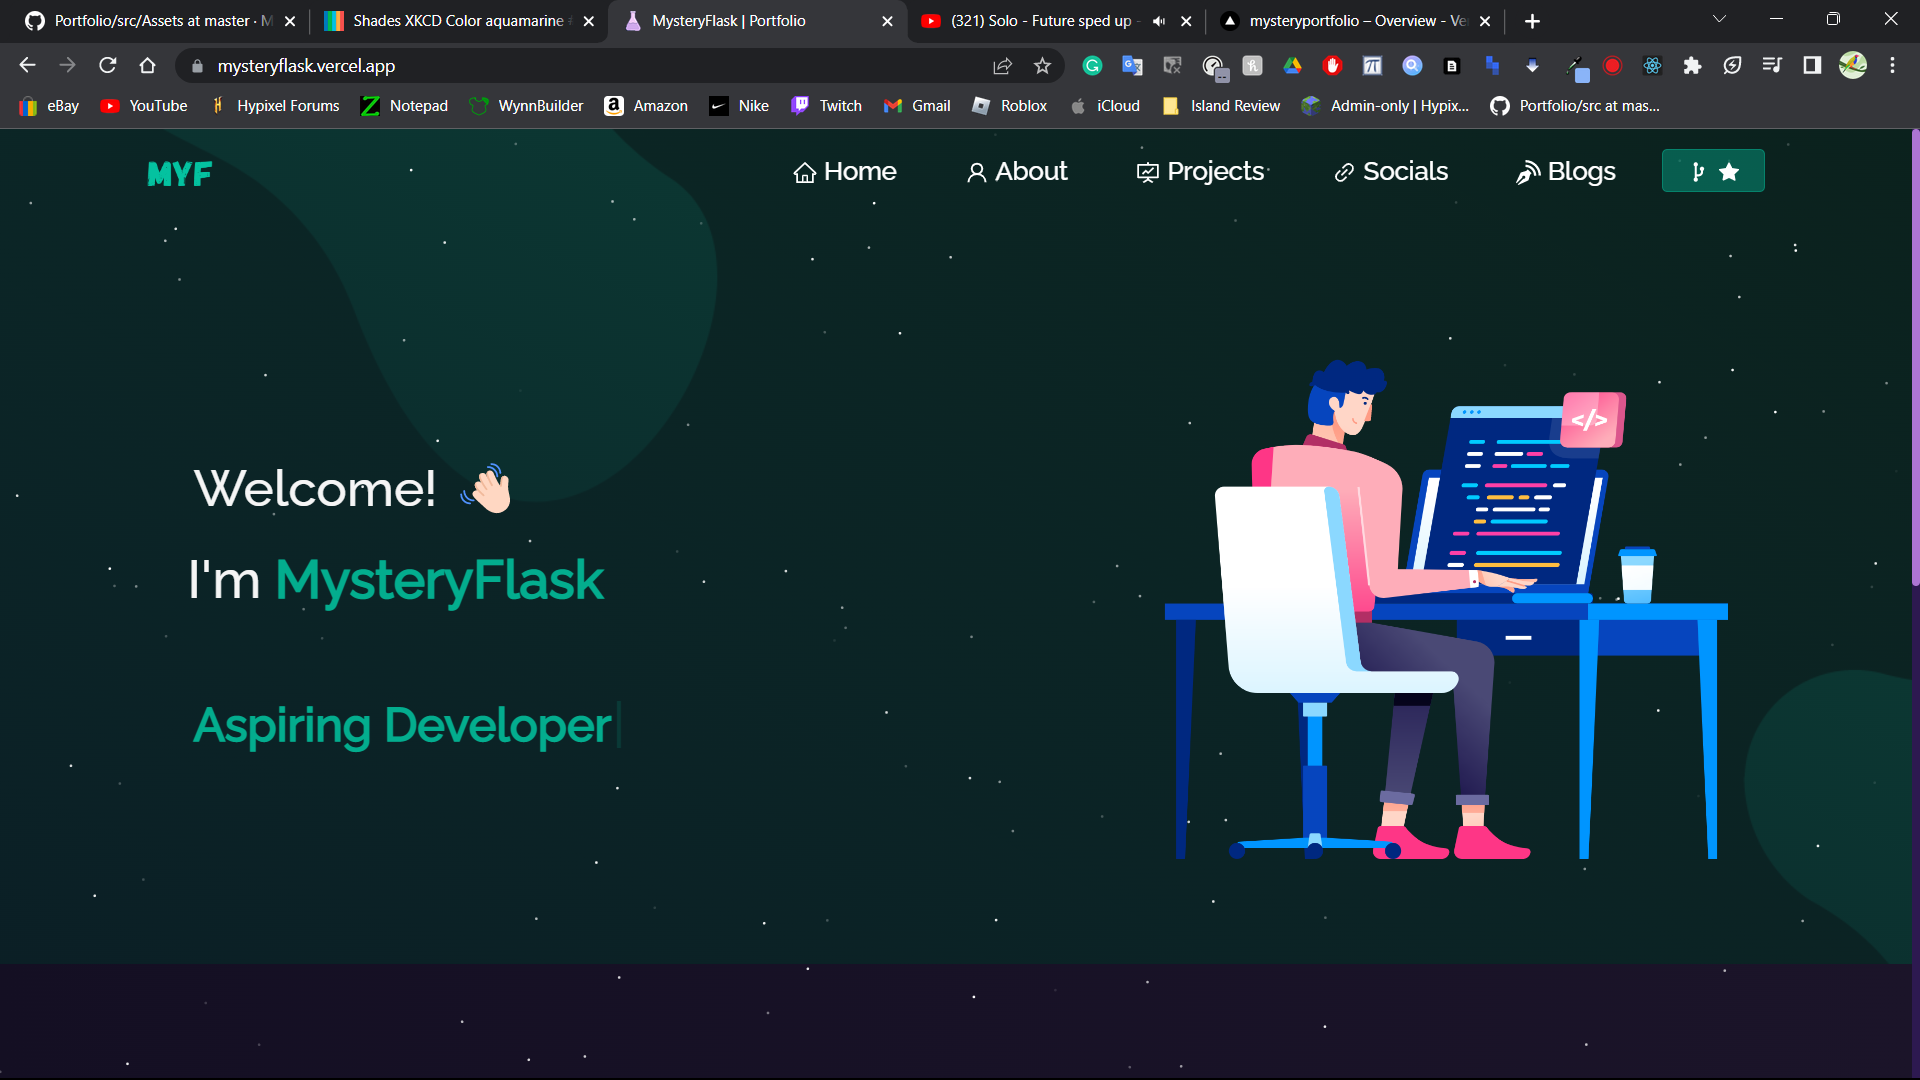 Portfolio/src/Assets at master · M
Shades XKCD Color aquamarine #
MysteryFlask | Portfolio
(321) Solo - Future sped up -
mysteryportfolio – Overview - Ve
mysteryflask.vercel.app
eBay
YouTube
Hypixel Forums
Notepad
WynnBuilder
Amazon
Nike
Twitch
Gmail
Roblox
iCloud
Island Review
Admin-only | Hypix...
Portfolio/src at mas...
MYF
Home
About
Projects
Socials
Blogs
</>
Welcome!
I'm MysteryFlask
Aspiring Developer